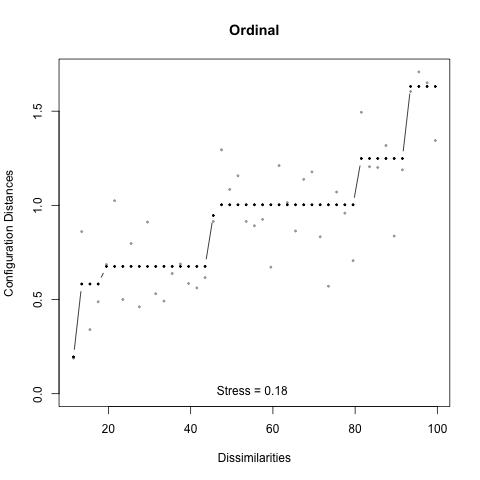 Ordinal
Configuration Distances
1.5
1.0
0.5
0.0
Stress = 0.18
20 40 60 80 100
Dissimilarities